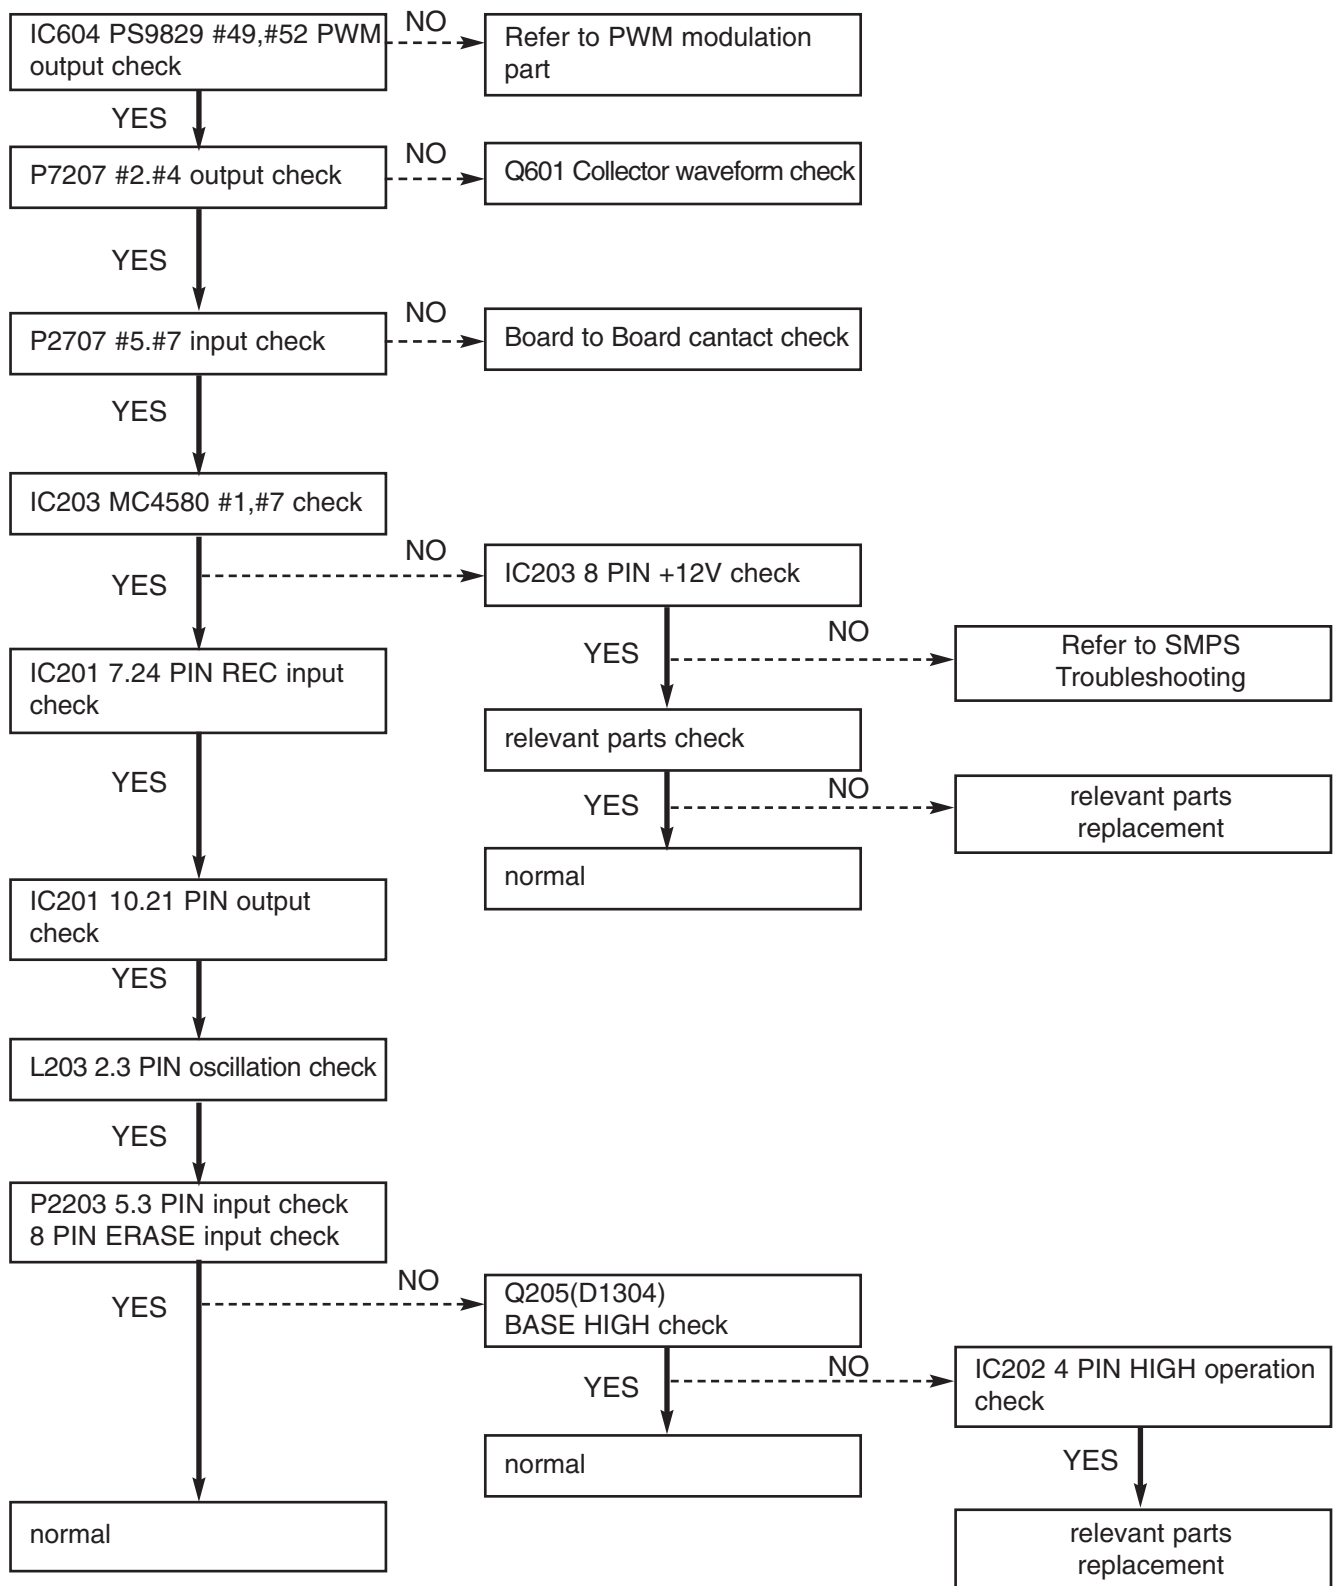 IC604 PS9829 #49,#52 PWM
output check
NO
Refer to PWM modulation
part
YES
P7207 #2.#4 output check
NO
Q601 Collector waveform check
YES
P2707 #5.#7 input check
NO
Board to Board cantact check
YES
IC203 MC4580 #1,#7 check
NO
IC203 8 PIN +12V check
YES
YES
NO
Refer to SMPS
Troubleshooting
IC201 7.24 PIN REC input
check
relevant parts check
YES
YES
NO
relevant parts
replacement
normal
IC201 10.21 PIN output
check
YES
L203 2.3 PIN oscillation check
YES
P2203 5.3 PIN input check
8 PIN ERASE input check
YES
NO
Q205(D1304)
BASE HIGH check
YES
NO
IC202 4 PIN HIGH operation
check
normal
YES
normal
relevant parts
replacement